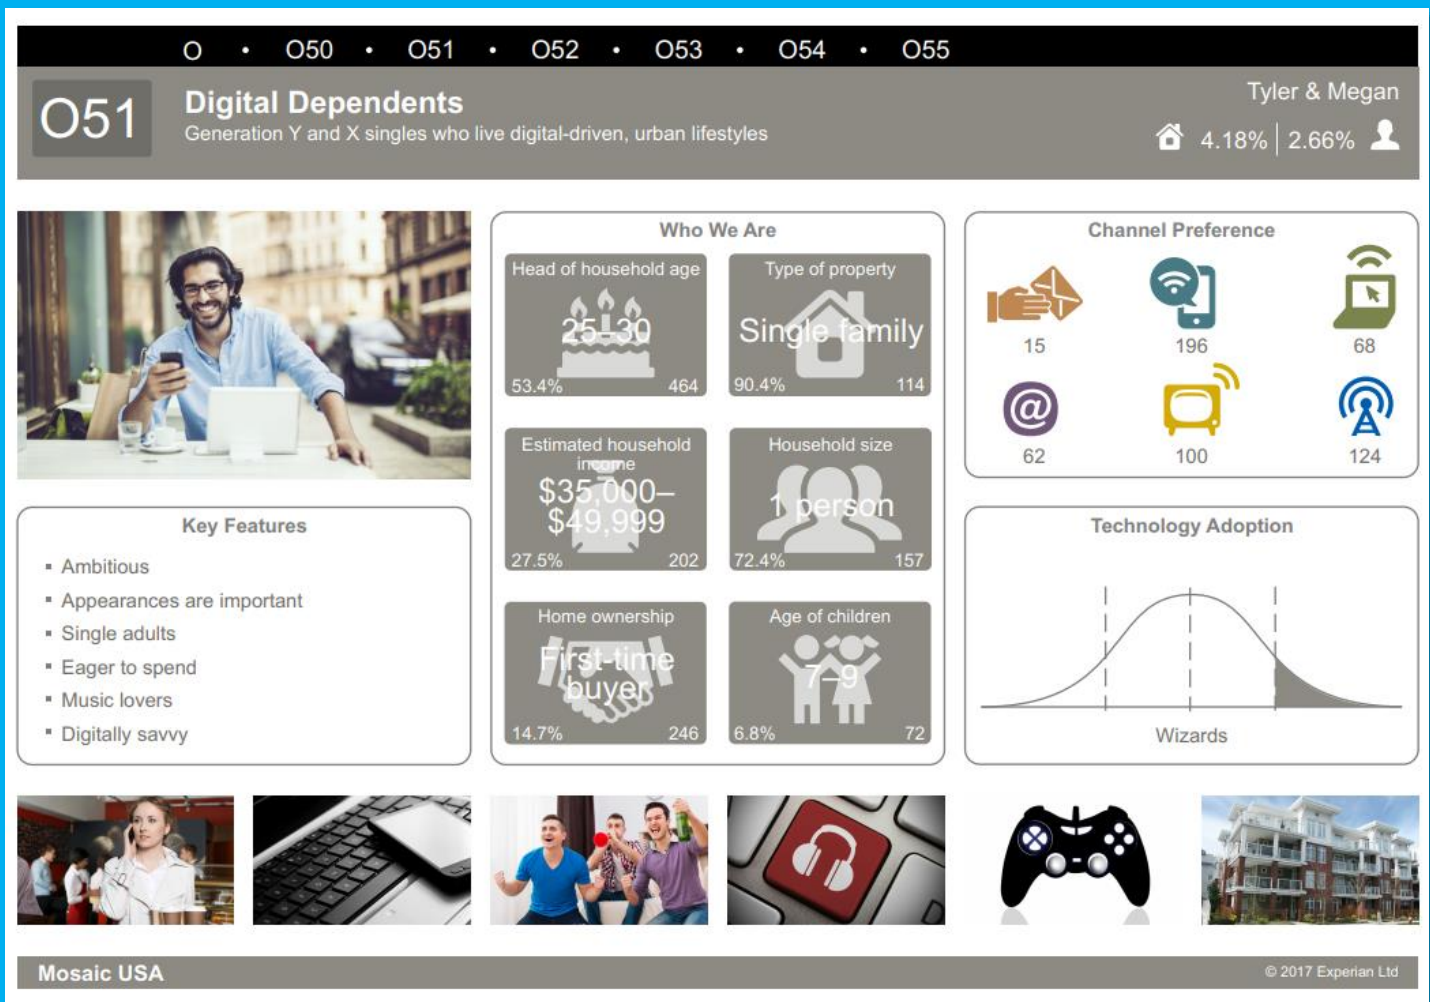 O • O50 • O51 • O52 • O53 • O54 • O55
O51
Digital Dependents
Generation Y and X singles who live digital-driven, urban lifestyles
Tyler & Megan
4.18% | 2.66%
Who We Are
Head of household age
25–30
53.4% 464
Type of property
Single family
90.4% 114
Estimated household
income
$35,000–
$49,999
27.5% 202
Household size
1 person
72.4% 157
Home ownership
First-time
buyer
14.7% 246
Age of children
7–9
6.8% 72
Channel Preference
15 196 68
@
62 100 124
Key Features
▪ Ambitious
▪ Appearances are important
▪ Single adults
▪ Eager to spend
▪ Music lovers
▪ Digitally savvy
Technology Adoption
Wizards
Mosaic USA
© 2017 Experian Ltd